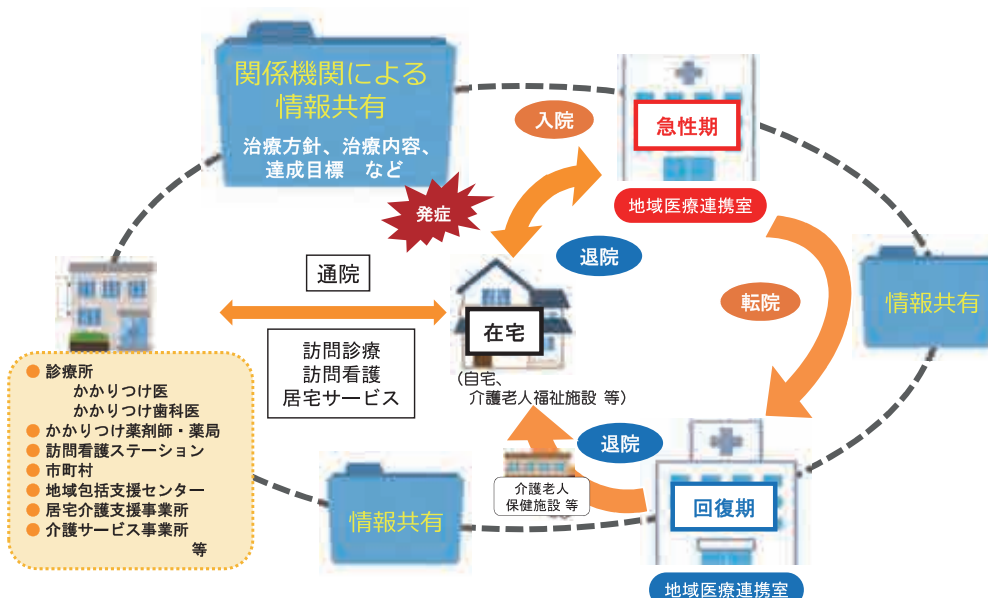 関係機関による
情報共有
治療方針、治療内容、
達成目標　など
入院
急性期
地域医療連携室
発症
退院
通院
転院
情報共有
在宅
訪問診療
訪問看護
居宅サービス
(自宅、
介護老人福祉施設 等)
● 診療所
かかりつけ医
かかりつけ歯科医
● かかりつけ薬剤師・薬局
● 訪問看護ステーション
● 市町村
● 地域包括支援センター
● 居宅介護支援事業所
● 介護サービス事業所
等
退院
介護老人
保健施設 等
情報共有
回復期
地域医療連携室